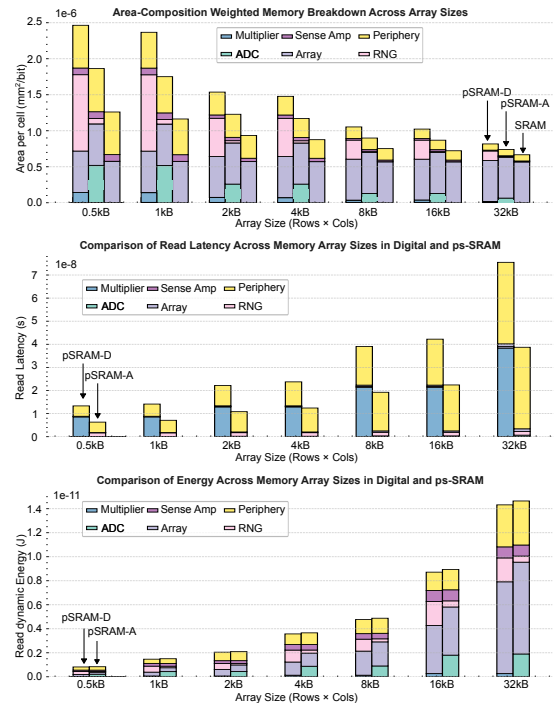 Area-Composition Weighted Memory Breakdown Across Array Sizes
1e-6
Multiplier Sense Amp Periphery
ADC Array RNG
Area per cell (mm²/bit)
2.5
2.0
1.5
1.0
0.5
0.0
pSRAM-D
pSRAM-A
SRAM
0.5kB 1kB 2kB 4kB 8kB 16kB 32kB
Array Size (Rows × Cols)
Comparison of Read Latency Across Memory Array Sizes in Digital and ps-SRAM
1e-8
Multiplier Sense Amp Periphery
ADC Array RNG
Read Latency (s)
7
6
5
4
3
2
1
0
pSRAM-D
pSRAM-A
0.5kB 1kB 2kB 4kB 8kB 16kB 32kB
Array Size (Rows × Cols)
Comparison of Energy Across Memory Array Sizes in Digital and ps-SRAM
1e-11
Multiplier Sense Amp Periphery
ADC Array RNG
Read dynamic Energy (J)
1.4
1.2
1.0
0.8
0.6
0.4
0.2
0.0
pSRAM-D
pSRAM-A
0.5kB 1kB 2kB 4kB 8kB 16kB 32kB
Array Size (Rows × Cols)